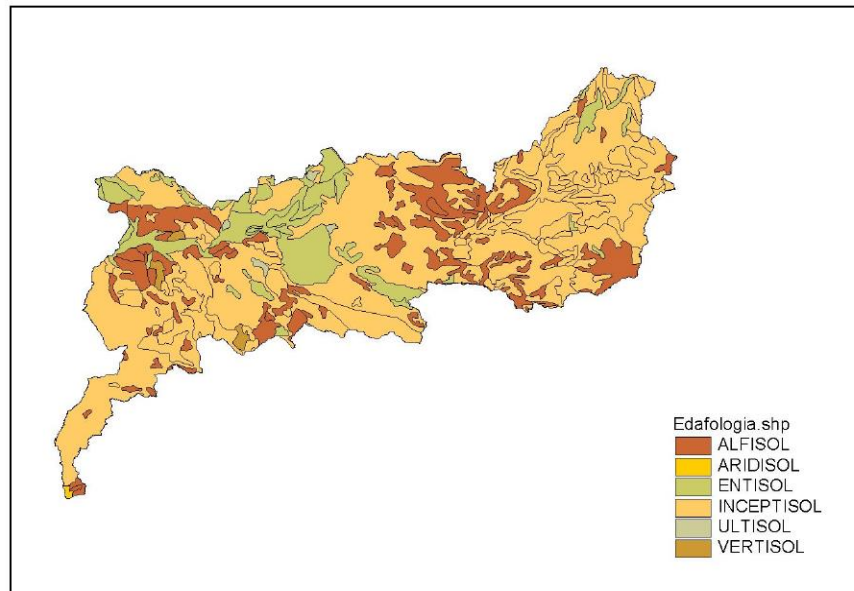 Edafologia.shp
ALFISOL
ARIDISOL
ENTISOL
INCEPTISOL
ULTISOL
VERTISOL